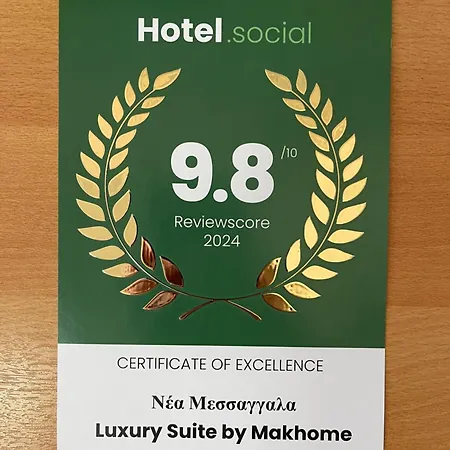 Hotel.social
9.8 /10
Reviewscore
2024
CERTIFICATE OF EXCELLENCE
Νέα Μεσσαγγαλα
Luxury Suite by Makhome